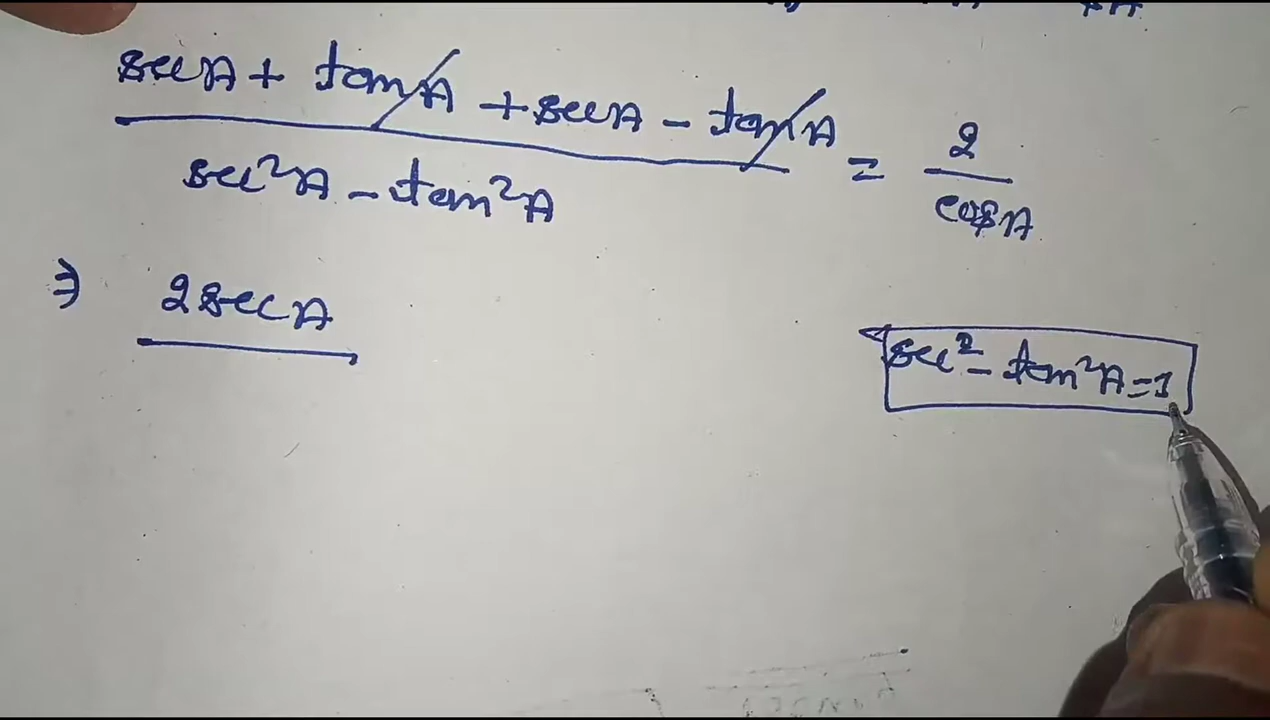 secA + tanA + secA - tanA / sec²A - tan²A = 2 / cosA
⇒ 2secA
sec² - tan²A = 1